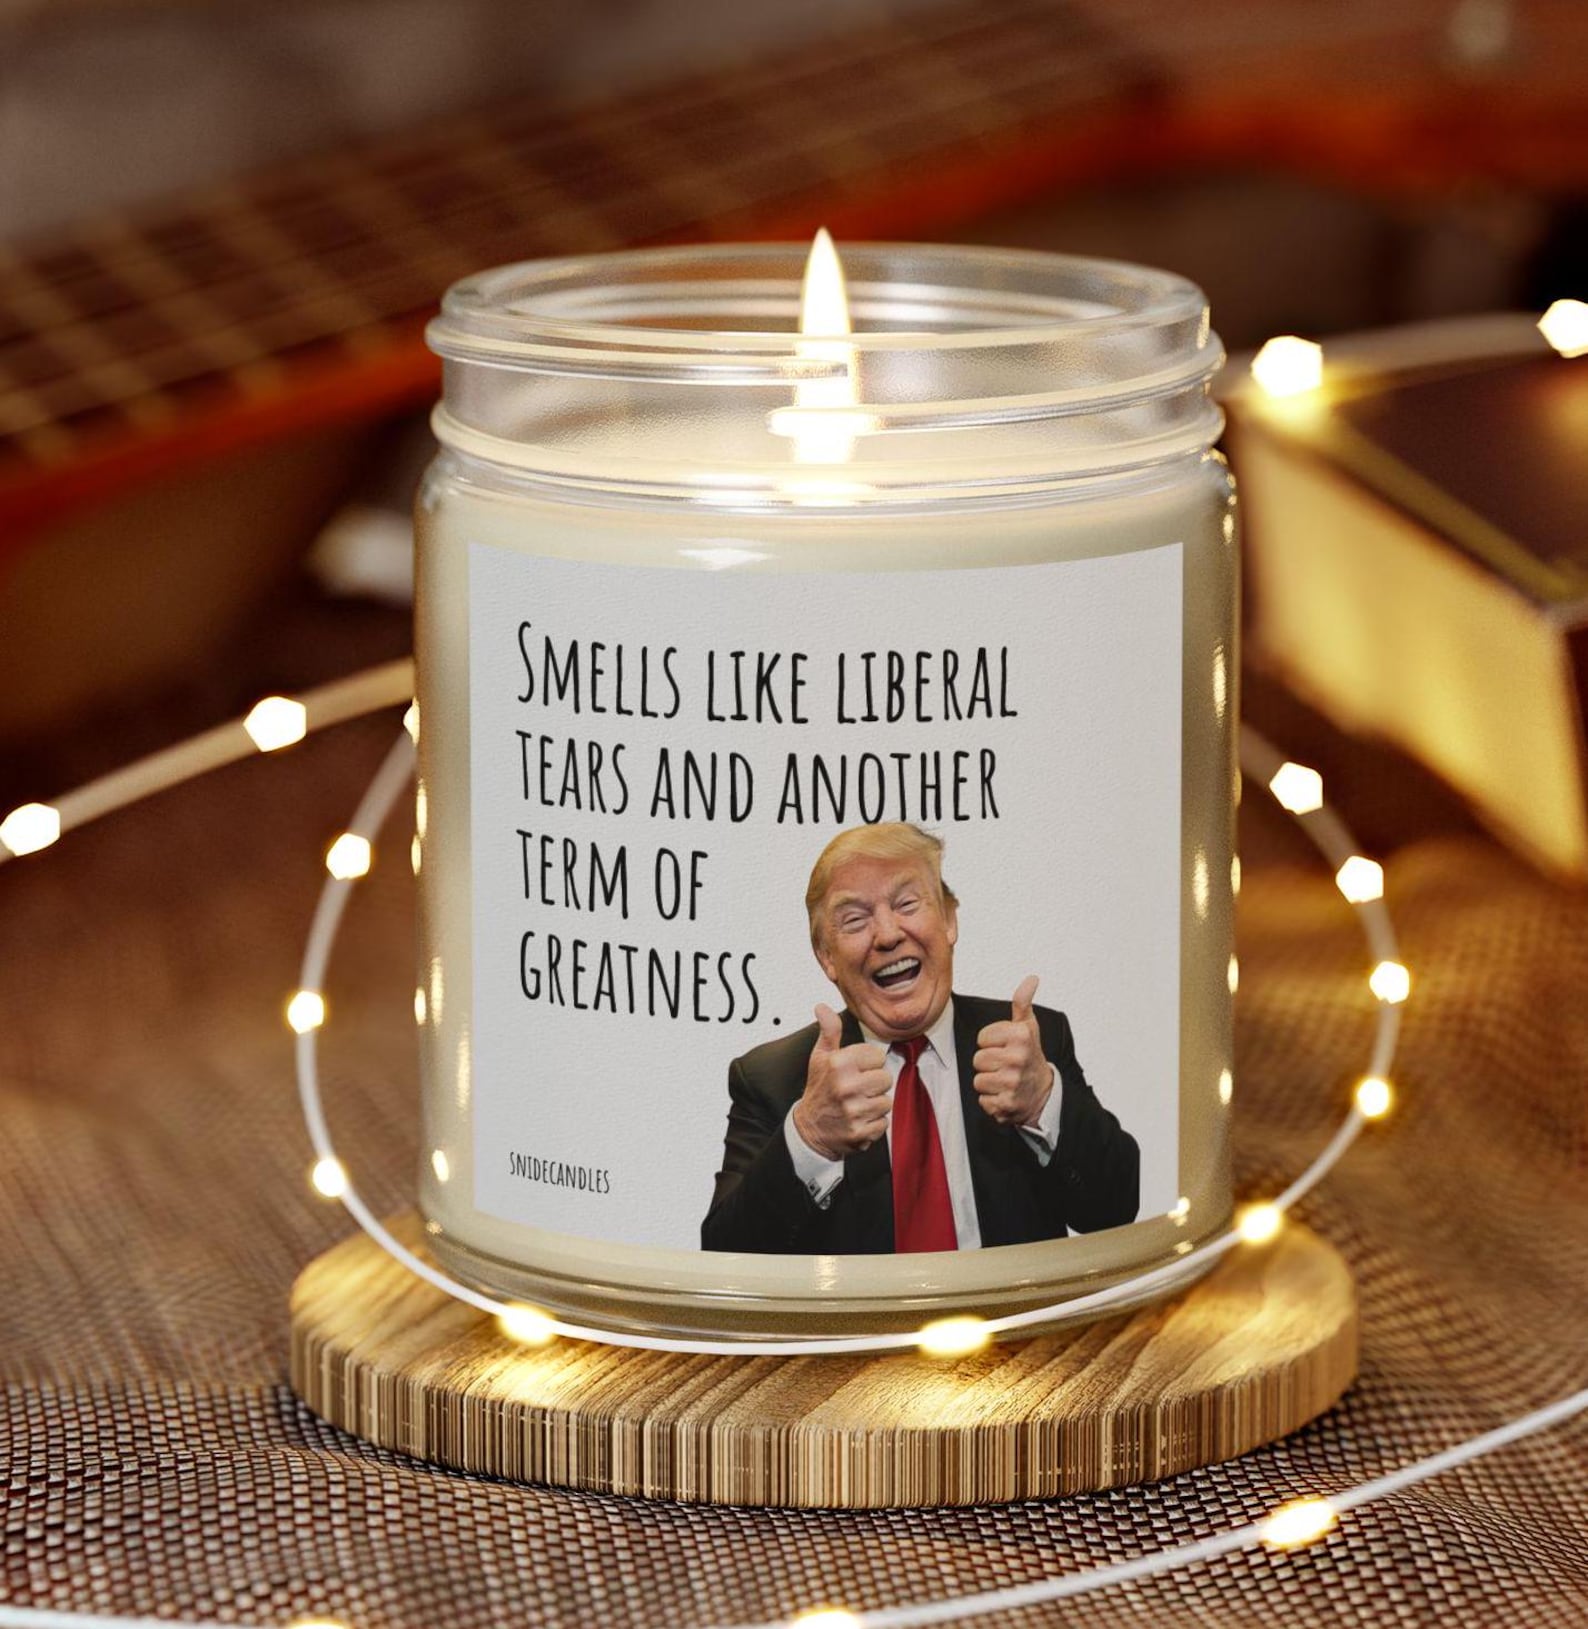 SMELLS LIKE LIBERAL
TEARS AND ANOTHER
TERM OF
GREATNESS.
SNIDECANDLES